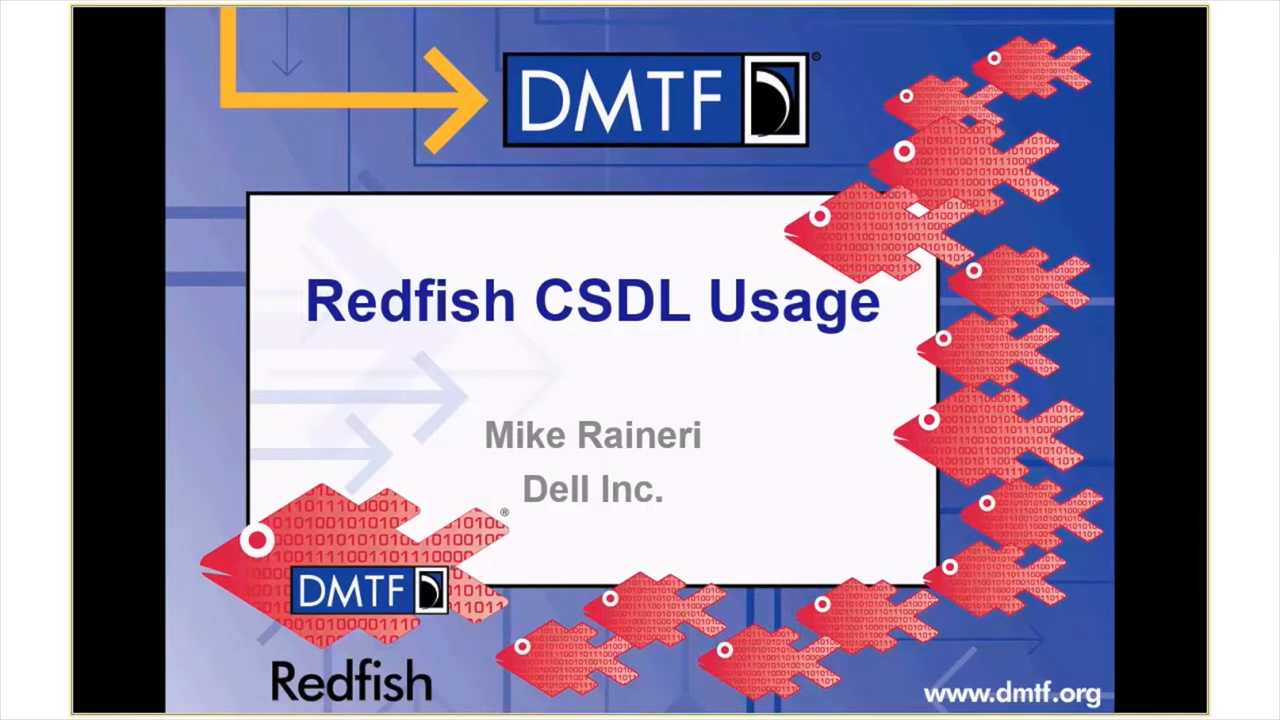 DMTF
®
Redfish CSDL Usage
Mike Raineri
Dell Inc.
®
DMTF
Redfish
www.dmtf.org